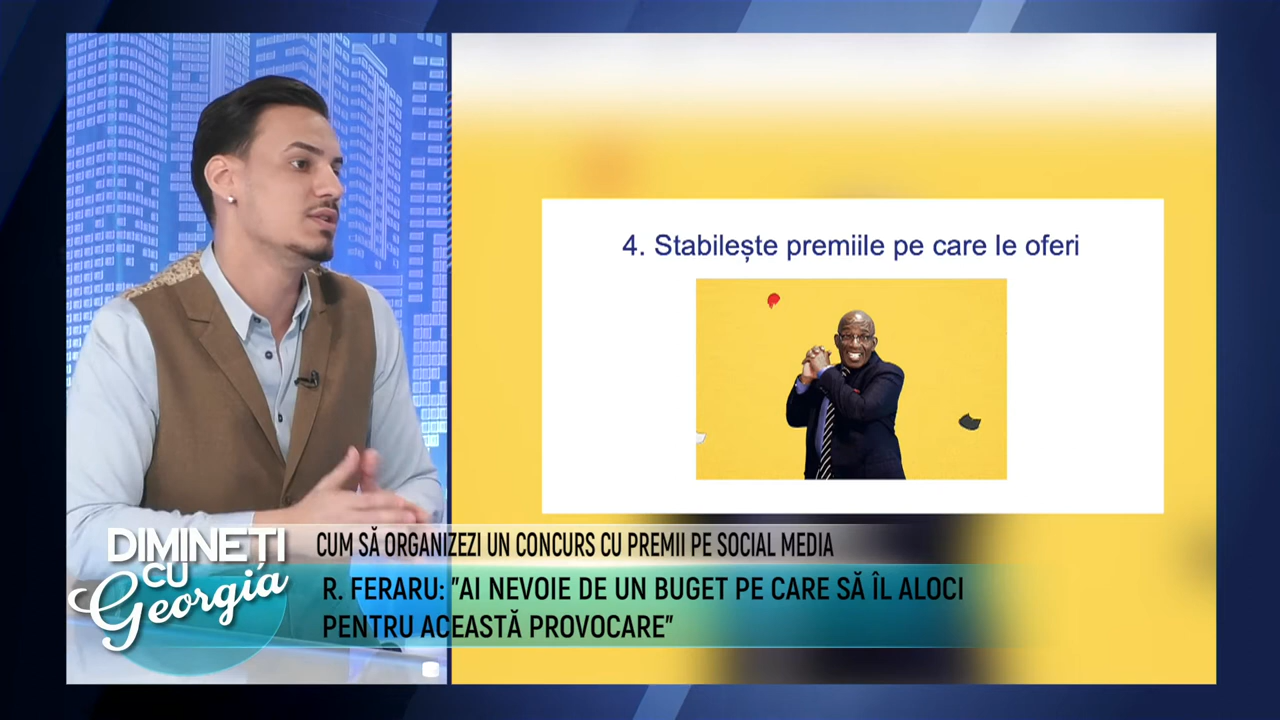 4. Stabilește premiile pe care le oferi
DIMINEȚI
CU
Georgia
CUM SĂ ORGANIZEZI UN CONCURS CU PREMII PE SOCIAL MEDIA
R. FERARU: "AI NEVOIE DE UN BUGET PE CARE SĂ ÎL ALOCI
PENTRU ACEASTĂ PROVOCARE"